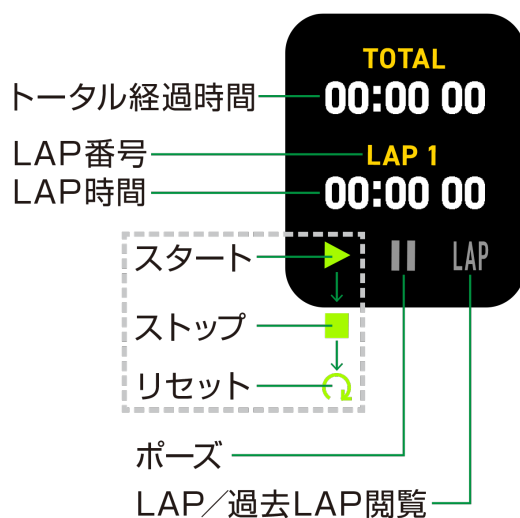 TOTAL
トータル経過時間 00:00 00
LAP番号 LAP 1
LAP時間 00:00 00
スタート LAP
ストップ
リセット
ポーズ
LAP／過去LAP閲覧